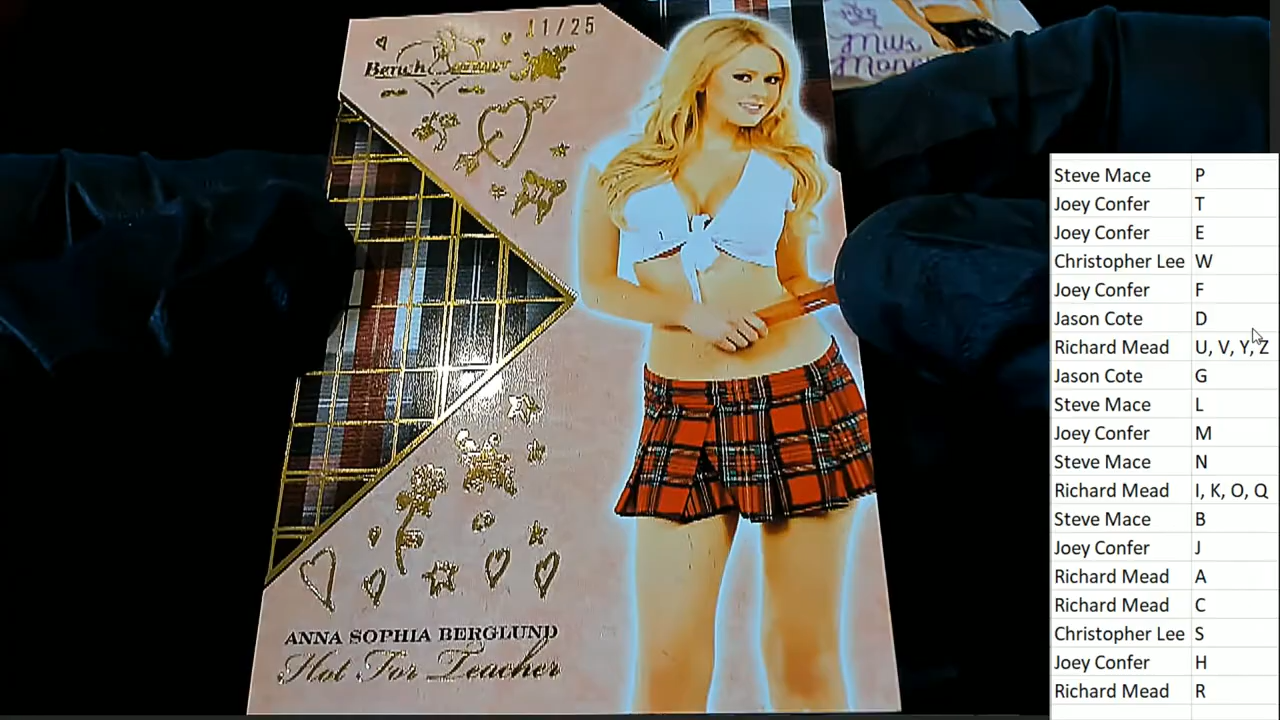 11/25
Bench Warmer
Milk
Money
ANNA SOPHIA BERGLUND
Hot For Teacher
Steve Mace P
Joey Confer T
Joey Confer E
Christopher Lee W
Joey Confer F
Jason Cote D
Richard Mead U, V, Y, Z
Jason Cote G
Steve Mace L
Joey Confer M
Steve Mace N
Richard Mead I, K, O, Q
Steve Mace B
Joey Confer J
Richard Mead A
Richard Mead C
Christopher Lee S
Joey Confer H
Richard Mead R